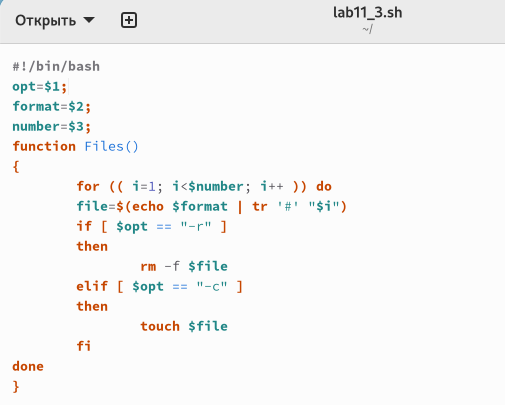 Открыть
lab11_3.sh
~/
#!/bin/bash
opt=$1;
format=$2;
number=$3;
function Files()
{
        for (( i=1; i<$number; i++ )) do
        file=$(echo $format | tr '#' "$i")
        if [ $opt == "-r" ]
        then
                rm -f $file
        elif [ $opt == "-c" ]
        then
                touch $file
        fi
done
}